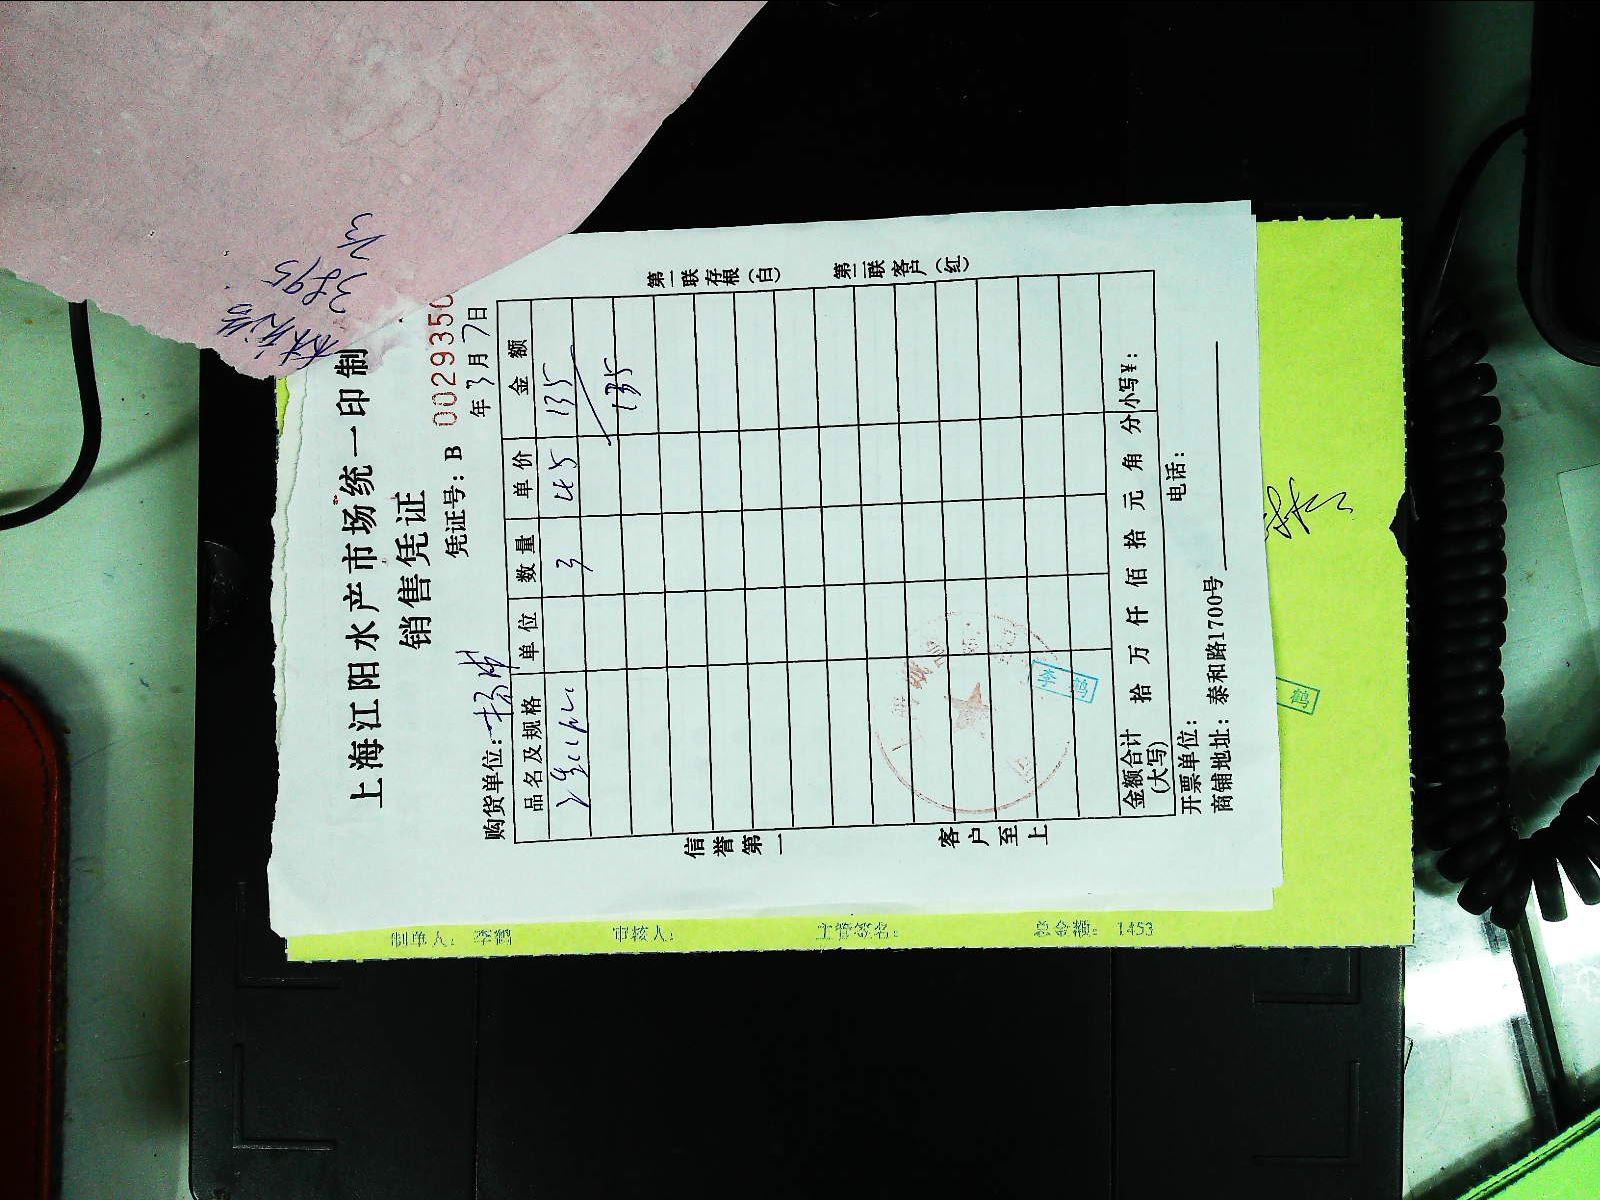 上海江阳水产市场统一印制
销售凭证
凭证号：B 0029350
购货单位：
年3月7日
品名及规格 单位 数量 单价 金额
3 45 135
135
金额合计（大写） 拾 万 仟 佰 拾 元 角 分 小写¥：
开票单位： 电话：
商铺地址：泰和路1700号
信誉第一
客户至上
第一联存根（白）
第二联客户（红）
3895
制单人：李鹤 审核人： 主管签名： 总金额：1453